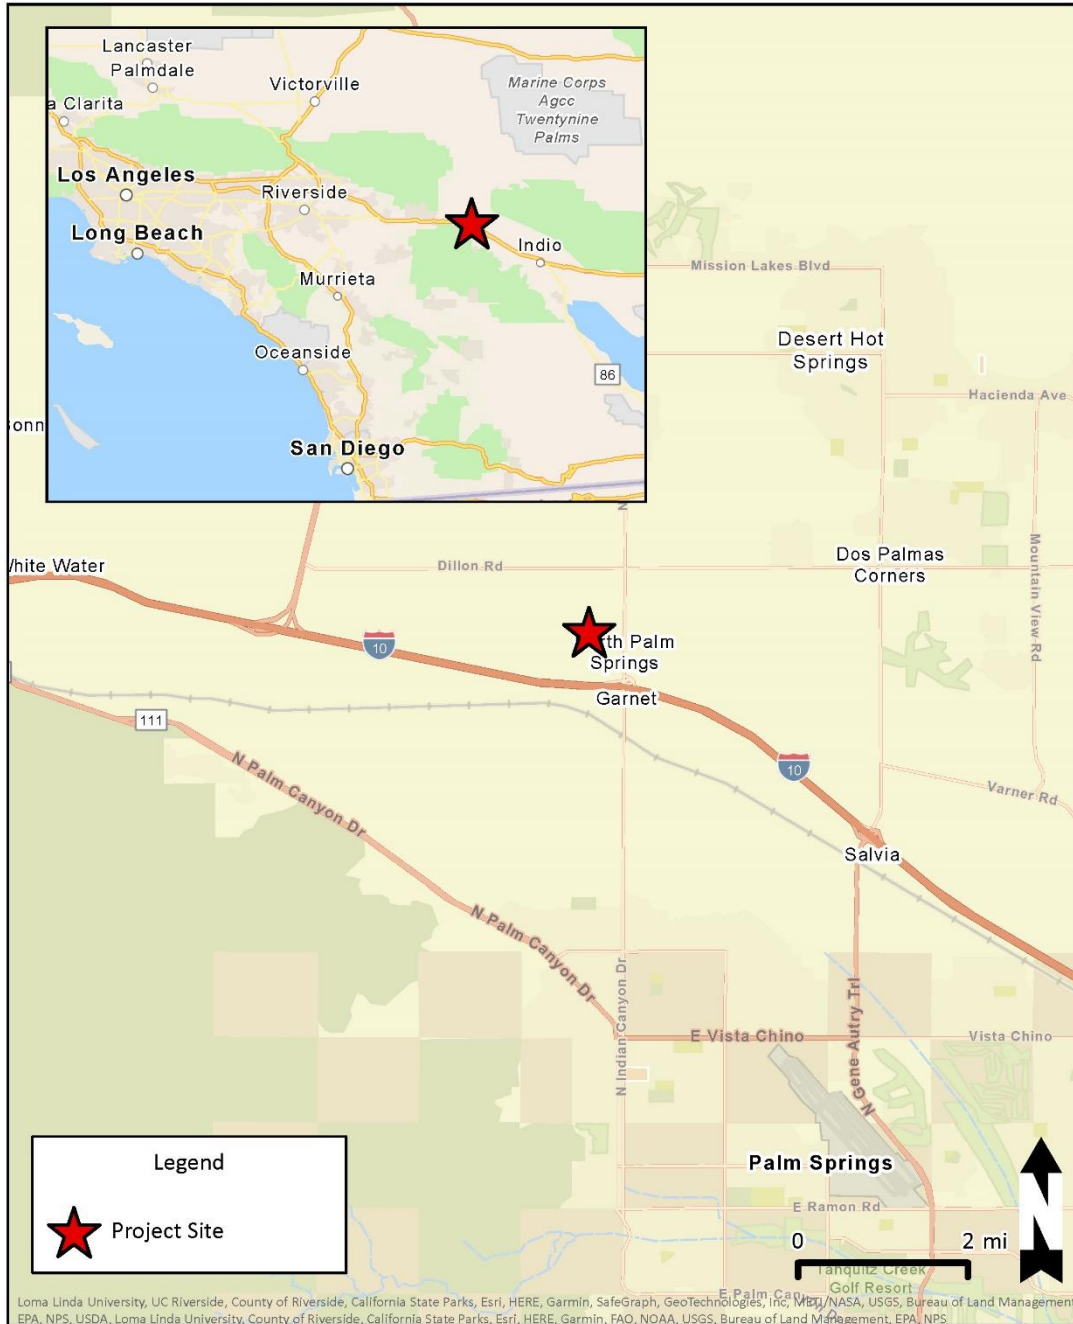 Lancaster
Palmdale
a Clarita
Victorville
Marine Corps
Agcc
Twentynine
Palms
Los Angeles
Riverside
Long Beach
Indio
Murrieta
Oceanside
86
San Diego
Mission Lakes Blvd
Desert Hot
Springs
Hacienda Ave
onn
N
White Water
Dillon Rd
Dos Palmas
Corners
Mountain View Rd
10
rth Palm
Springs
Garnet
111
N Palm Canyon Dr
10
Varner Rd
Salvia
N Palm Canyon Dr
N Indian Canyon Dr
N Gene Autry Trl
E Vista Chino
Vista Chino
Legend
Project Site
Palm Springs
E Ramon Rd
N
0 2 mi
Tahquitz Creek
Golf Resort
E Palm Can
Loma Linda University, UC Riverside, County of Riverside, California State Parks, Esri, HERE, Garmin, SafeGraph, GeoTechnologies, Inc, METI/NASA, USGS, Bureau of Land Management,
EPA, NPS, USDA, Loma Linda University, County of Riverside, Esri, HERE, Garmin, FAO, NOAA, USGS, Bureau of Land Management, EPA, NPS